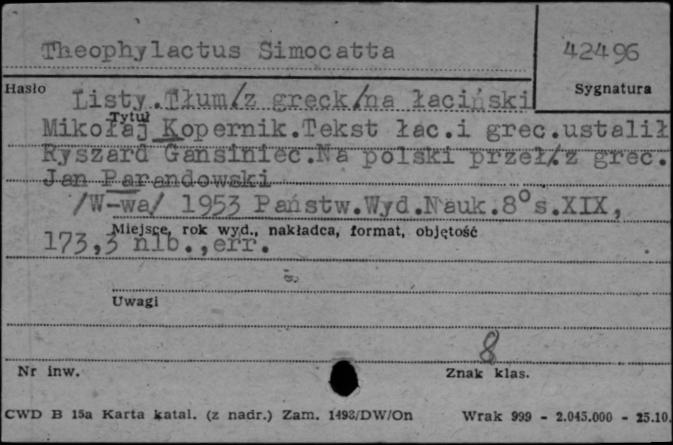 Theophylactus Simocatta
42496
Hasło
Sygnatura
Listy.Tłum/z greck/na łaciński
Tytuł
Mikołaj Kopernik.Tekst łac.i grec.ustalił
Ryszard Gansiniec.Na polski przeł/z grec.
Jan Parandowski
/W-wa/ 1953 Państw.Wyd.Nauk.8° s.XIX,
Miejsce, rok wyd., nakładca, format, objętość
173,3 nlb.,err.
Uwagi
8
Nr inw.
Znak klas.
CWD B 15a Karta katal. (z nadr.) Zam. 1498/DW/On
Wrak 999 - 2.045.000 - 25.10.